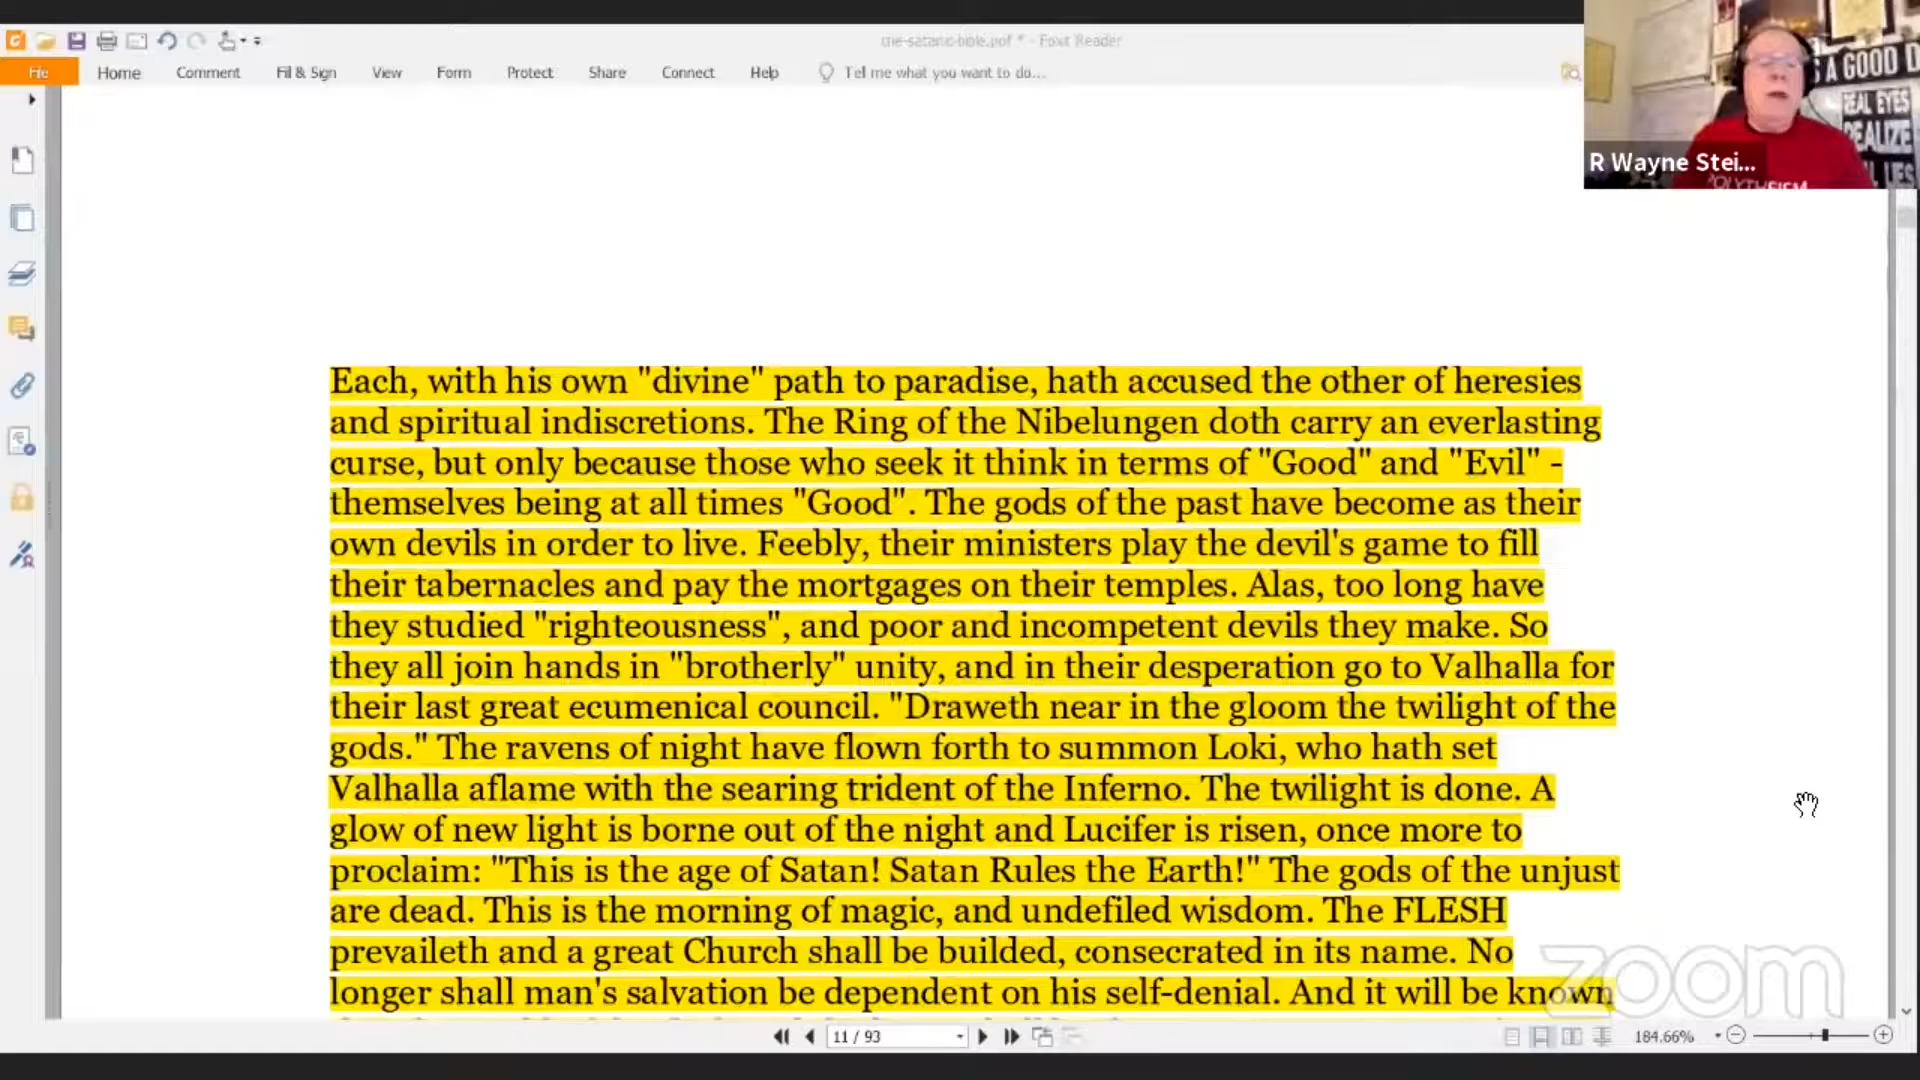 the-satanic-bible.pdf * - Foxit Reader
File Home Comment Fill & Sign View Form Protect Share Connect Help Tell me what you want to do...
S A GOOD D
REAL EYES
REALIZE
LIES
R Wayne Stei...
POLYTHEISM
Each, with his own "divine" path to paradise, hath accused the other of heresies
and spiritual indiscretions. The Ring of the Nibelungen doth carry an everlasting
curse, but only because those who seek it think in terms of "Good" and "Evil" -
themselves being at all times "Good". The gods of the past have become as their
own devils in order to live. Feebly, their ministers play the devil's game to fill
their tabernacles and pay the mortgages on their temples. Alas, too long have
they studied "righteousness", and poor and incompetent devils they make. So
they all join hands in "brotherly" unity, and in their desperation go to Valhalla for
their last great ecumenical council. "Draweth near in the gloom the twilight of the
gods." The ravens of night have flown forth to summon Loki, who hath set
Valhalla aflame with the searing trident of the Inferno. The twilight is done. A
glow of new light is borne out of the night and Lucifer is risen, once more to
proclaim: "This is the age of Satan! Satan Rules the Earth!" The gods of the unjust
are dead. This is the morning of magic, and undefiled wisdom. The FLESH
prevaileth and a great Church shall be builded, consecrated in its name. No
longer shall man's salvation be dependent on his self-denial. And it will be known
zoom
11 / 93
184.66%